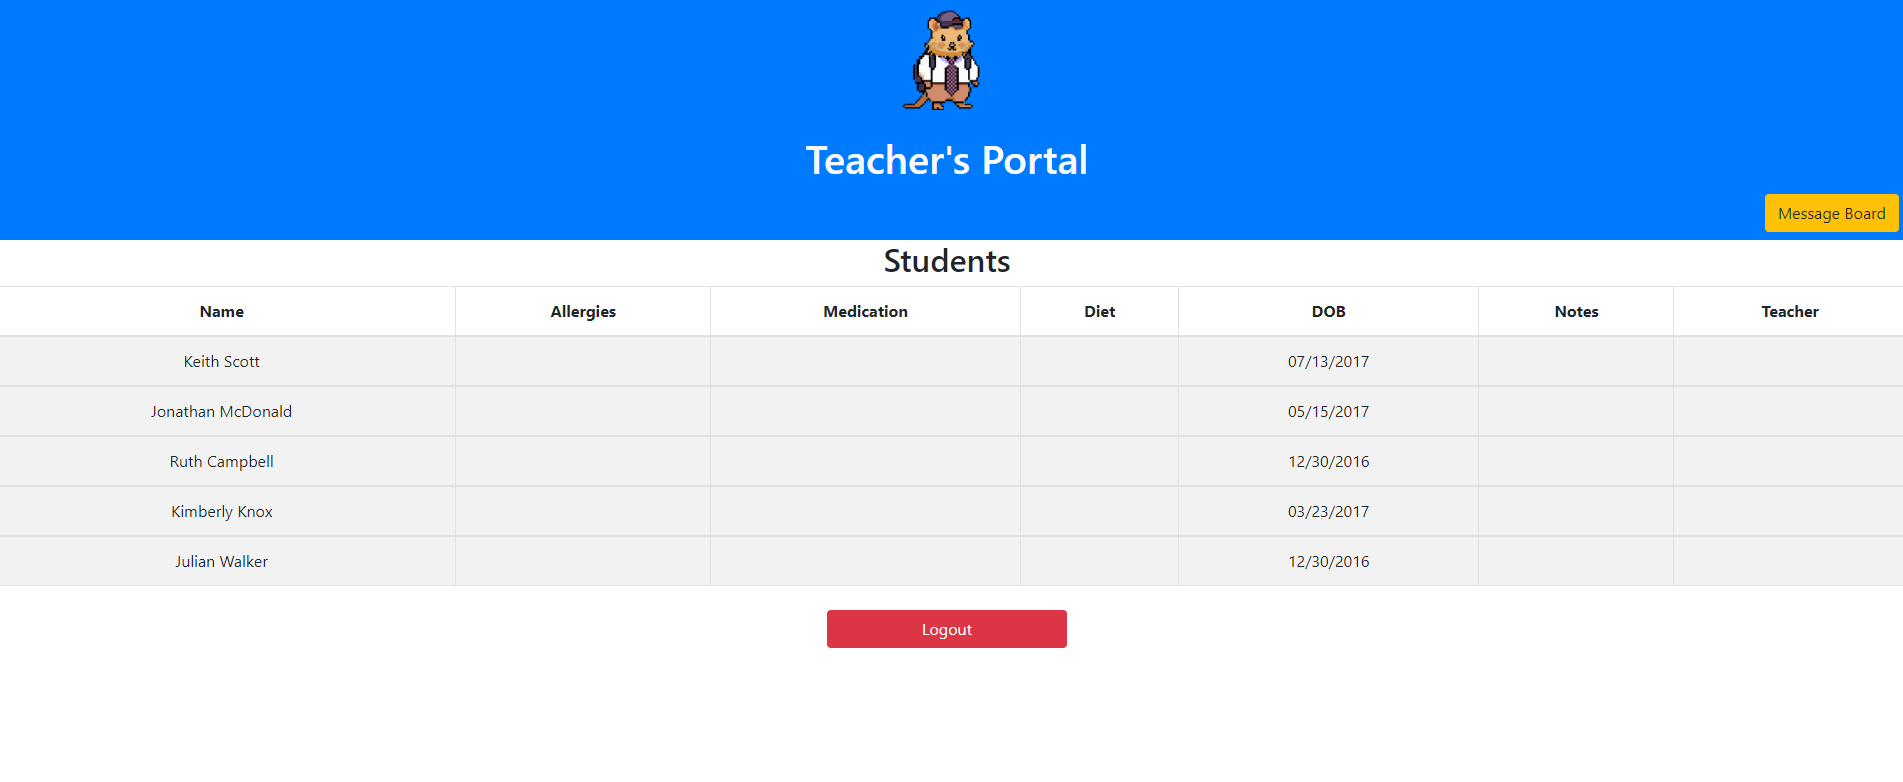 Teacher's Portal
Message Board
Students
Name Allergies Medication Diet DOB Notes Teacher
Keith Scott 07/13/2017
Jonathan McDonald 05/15/2017
Ruth Campbell 12/30/2016
Kimberly Knox 03/23/2017
Julian Walker 12/30/2016
Logout